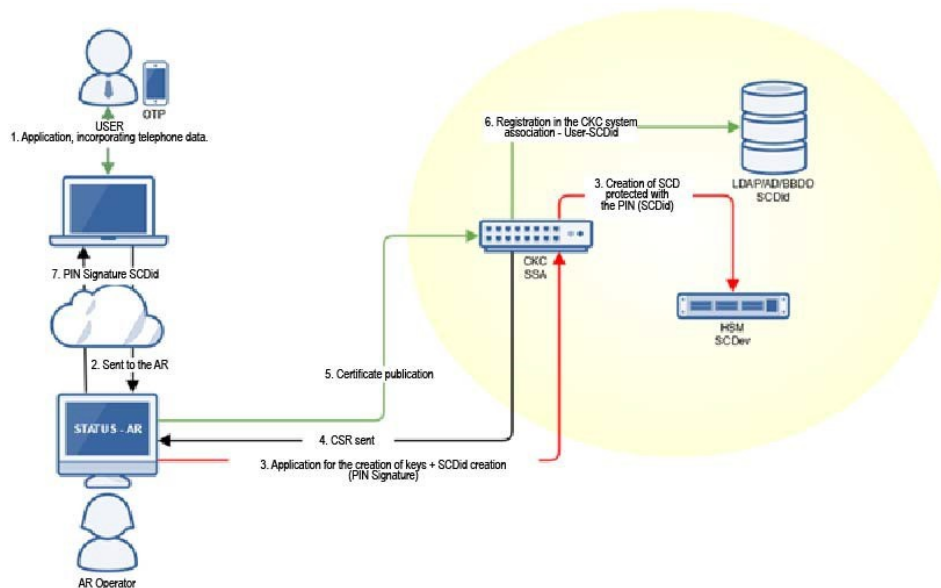 OTP
USER
1. Application, incorporating telephone data.
6. Registration in the CKC system
association - User-SCDid
LDAP/AD/BBDD
SCDid
3. Creation of SCD
protected with
the PIN (SCDid)
CKC
SSA
7. PIN Signature SCDid
HSM
SCDev
2. Sent to the AR
5. Certificate publication
STATUS - AR
4. CSR sent
3. Application for the creation of keys + SCDid creation
(PIN Signature)
AR Operator